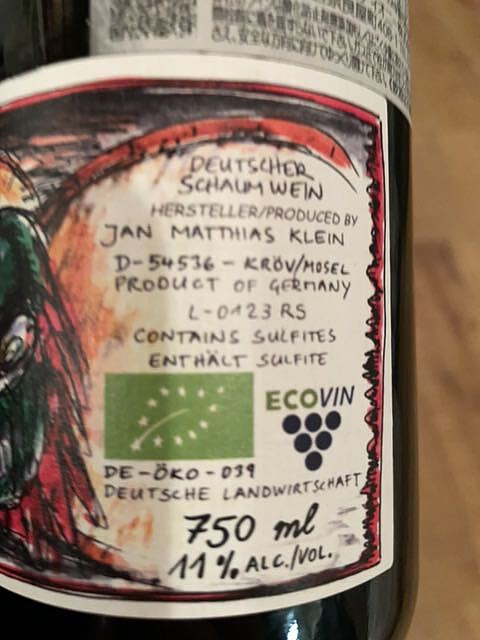 DEUTSCHER
SCHAUMWEIN
HERSTELLER/PRODUCED BY
JAN MATTHIAS KLEIN
D-54536 - KRÖV/MOSEL
PRODUCT OF GERMANY
L-0123 RS
CONTAINS SULFITES
ENTHÄLT SULFITE
ECOVIN
DE-ÖKO-039
DEUTSCHE LANDWIRTSCHAFT
750 ml
11% ALC./VOL.